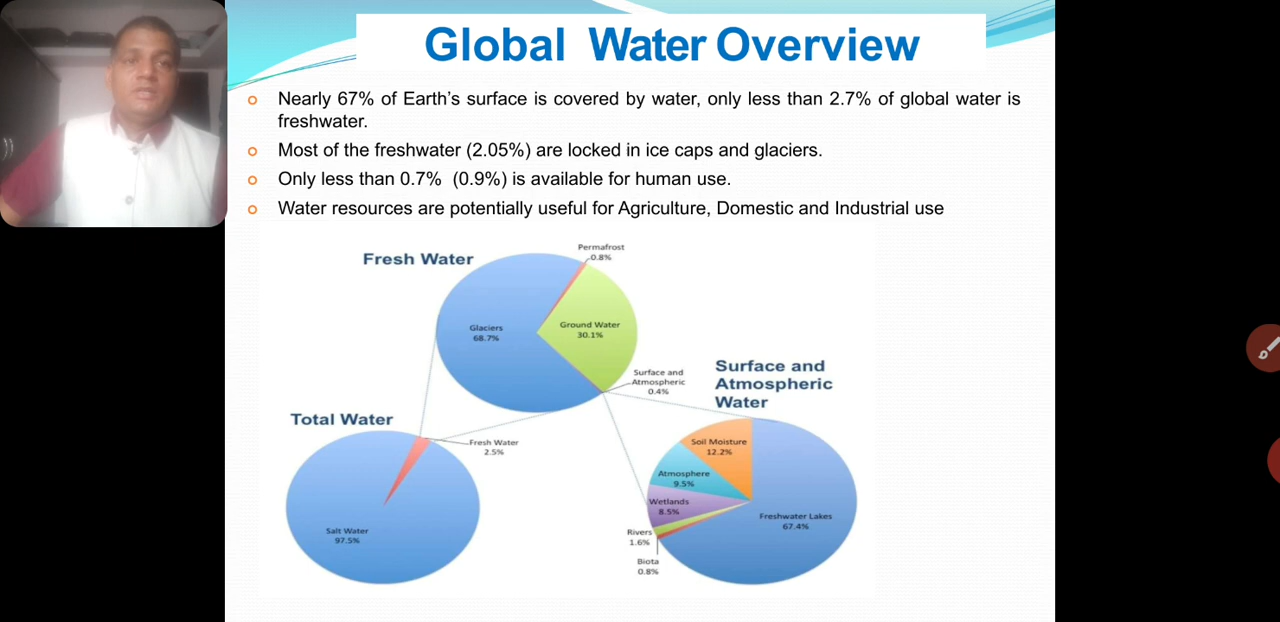 Global Water Overview
Nearly 67% of Earth's surface is covered by water, only less than 2.7% of global water is
freshwater.
Most of the freshwater (2.05%) are locked in ice caps and glaciers.
Only less than 0.7% (0.9%) is available for human use.
Water resources are potentially useful for Agriculture, Domestic and Industrial use
Fresh Water
Permafrost
0.8%
Glaciers
68.7%
Ground Water
30.1%
Surface and
Atmospheric
0.4%
Surface and
Atmospheric
Water
Total Water
Fresh Water
2.5%
Salt Water
97.5%
Soil Moisture
12.2%
Atmosphere
9.5%
Wetlands
8.5%
Rivers
1.6%
Biota
0.8%
Freshwater Lakes
67.4%